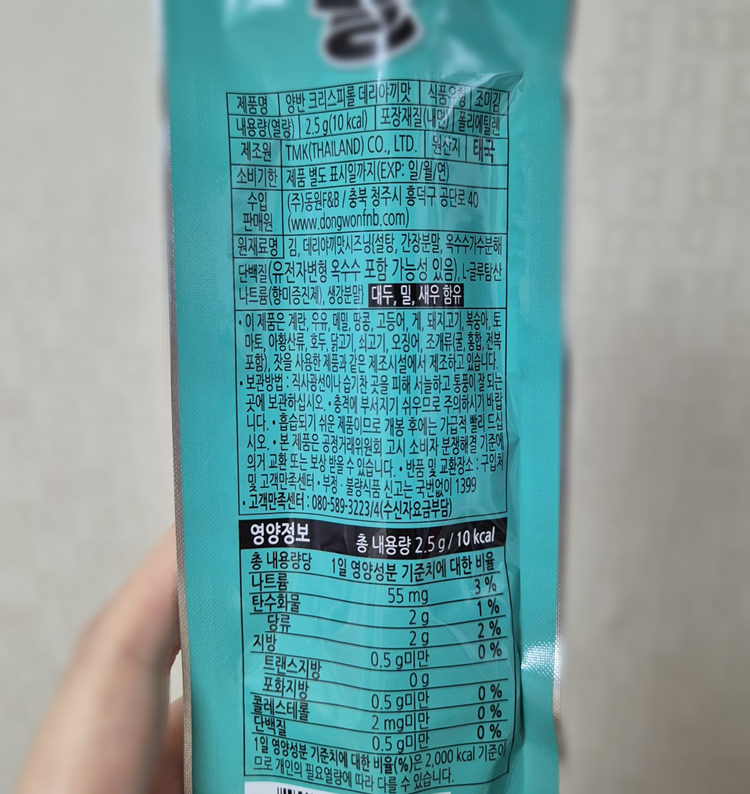 제품명 양반 크리스피롤 데리야끼맛 식품유형 조미김
내용량(열량) 2.5 g(10 kcal) 포장재질(내면) 폴리에틸렌
제조원 TMK(THAILAND) CO., LTD. 원산지 태국
소비기한 제품 별도 표시일까지(EXP: 일/월/연)
수입 (주)동원F&B / 충북 청주시 흥덕구 공단로 40
판매원 (www.dongwonfnb.com)
원재료명 김, 데리야끼맛시즈닝{설탕, 간장분말, 옥수수가수분해
단백질(유전자변형 옥수수 포함 가능성 있음), L-글루탐산
나트륨(향미증진제), 생강분말} 대두, 밀, 새우 함유
• 이 제품은 계란, 우유, 메밀, 땅콩, 고등어, 게, 돼지고기, 복숭아, 토
마토, 아황산류, 호두, 닭고기, 쇠고기, 오징어, 조개류(굴, 홍합, 전복
포함), 잣을 사용한 제품과 같은 제조시설에서 제조하고 있습니다.
• 보관방법 : 직사광선이나 습기찬 곳을 피해 서늘하고 통풍이 잘 되는
곳에 보관하십시오. • 충격에 부서지기 쉬우므로 주의하시기 바랍
니다. • 흡습되기 쉬운 제품이므로 개봉 후에는 가급적 빨리 드십
시오. • 본 제품은 공정거래위원회 고시 소비자 분쟁해결 기준에
의거 교환 또는 보상 받을 수 있습니다. • 반품 및 교환장소 : 구입처
및 고객만족센터 • 부정·불량식품 신고는 국번없이 1399
• 고객만족센터 : 080-589-3223/4(수신자요금부담)
영양정보 총 내용량 2.5 g / 10 kcal
총 내용량당 1일 영양성분 기준치에 대한 비율
나트륨 55 mg 3 %
탄수화물 2 g 1 %
당류 2 g 2 %
지방 0.5 g미만 0 %
트랜스지방 0 g
포화지방 0.5 g미만 0 %
콜레스테롤 2 mg미만 0 %
단백질 0.5 g미만 0 %
1일 영양성분 기준치에 대한 비율(%)은 2,000 kcal 기준이
므로 개인의 필요열량에 따라 다를 수 있습니다.